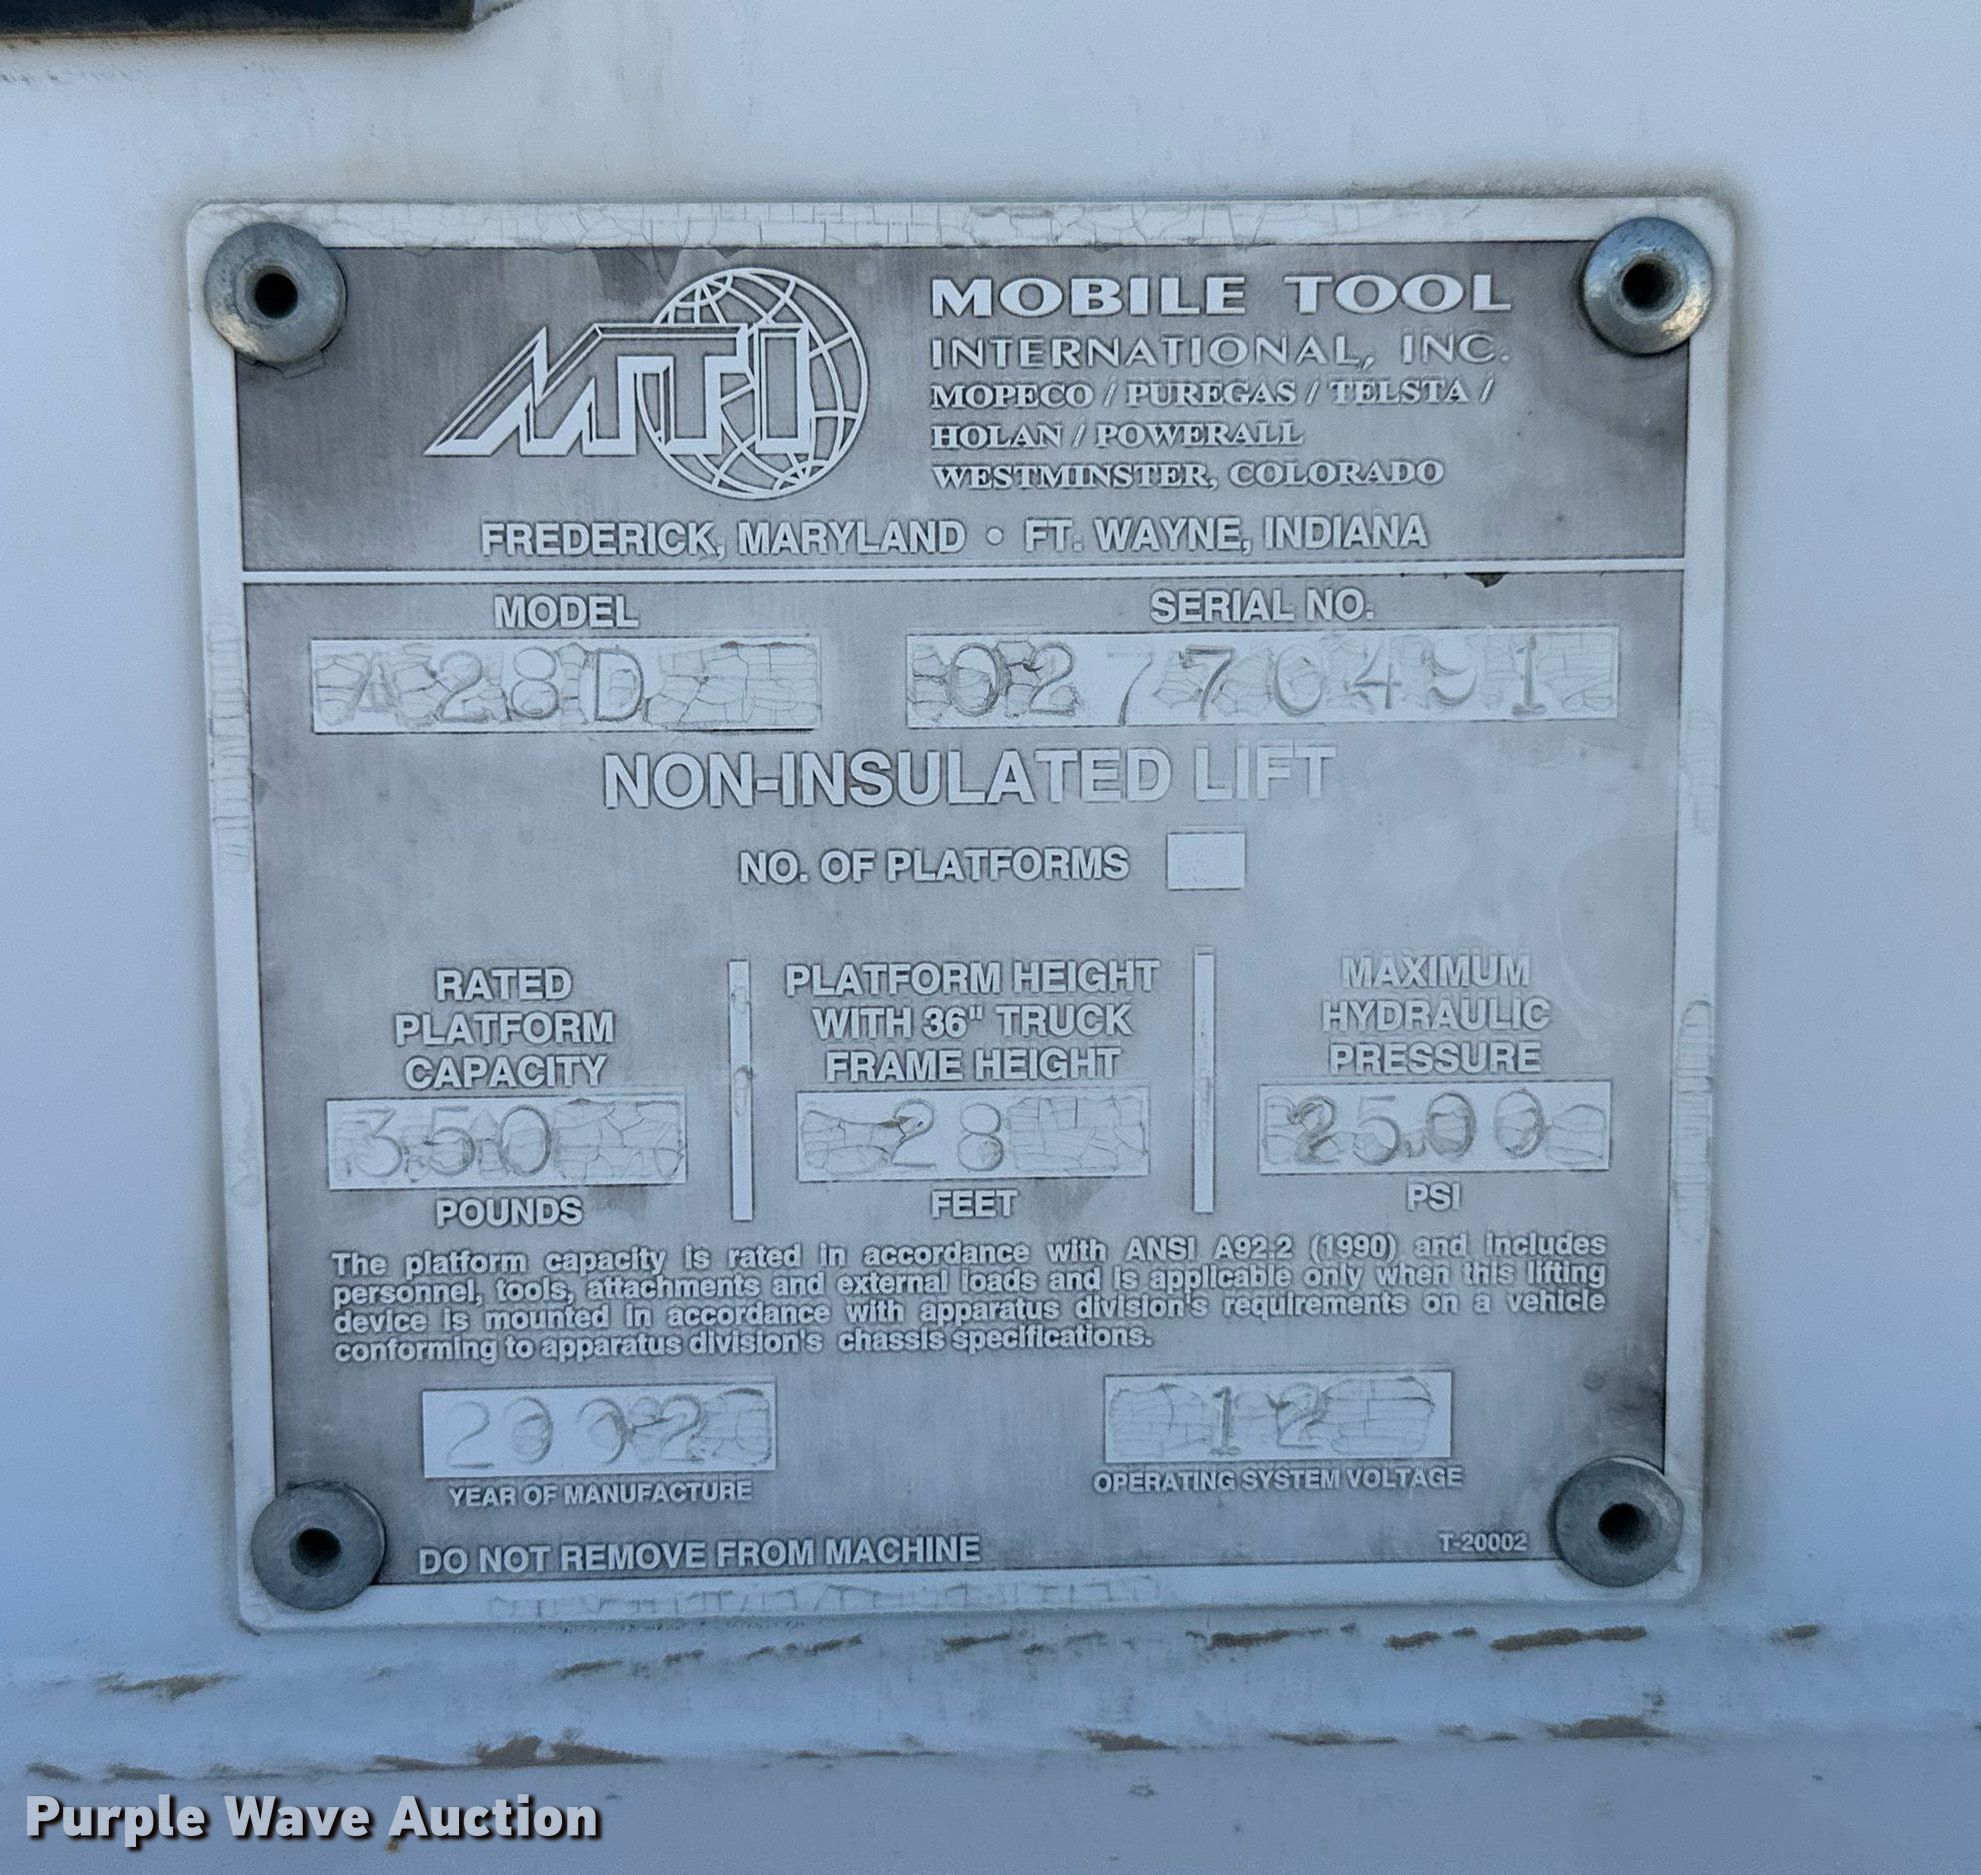 MTI
MOBILE TOOL
INTERNATIONAL, INC.
MOPECO / PUREGAS / TELSTA /
HOLAN / POWERALL
WESTMINSTER, COLORADO
FREDERICK, MARYLAND • FT. WAYNE, INDIANA
MODEL SERIAL NO.
A28D 02770491
NON-INSULATED LIFT
NO. OF PLATFORMS
RATED
PLATFORM
CAPACITY
350
POUNDS
PLATFORM HEIGHT
WITH 36" TRUCK
FRAME HEIGHT
28
FEET
MAXIMUM
HYDRAULIC
PRESSURE
2500
PSI
The platform capacity is rated in accordance with ANSI A92.2 (1990) and includes
personnel, tools, attachments and external loads and is applicable only when this lifting
device is mounted in accordance with apparatus division's requirements on a vehicle
conforming to apparatus division's chassis specifications.
2002 12
YEAR OF MANUFACTURE OPERATING SYSTEM VOLTAGE
DO NOT REMOVE FROM MACHINE T-20002
Purple Wave Auction